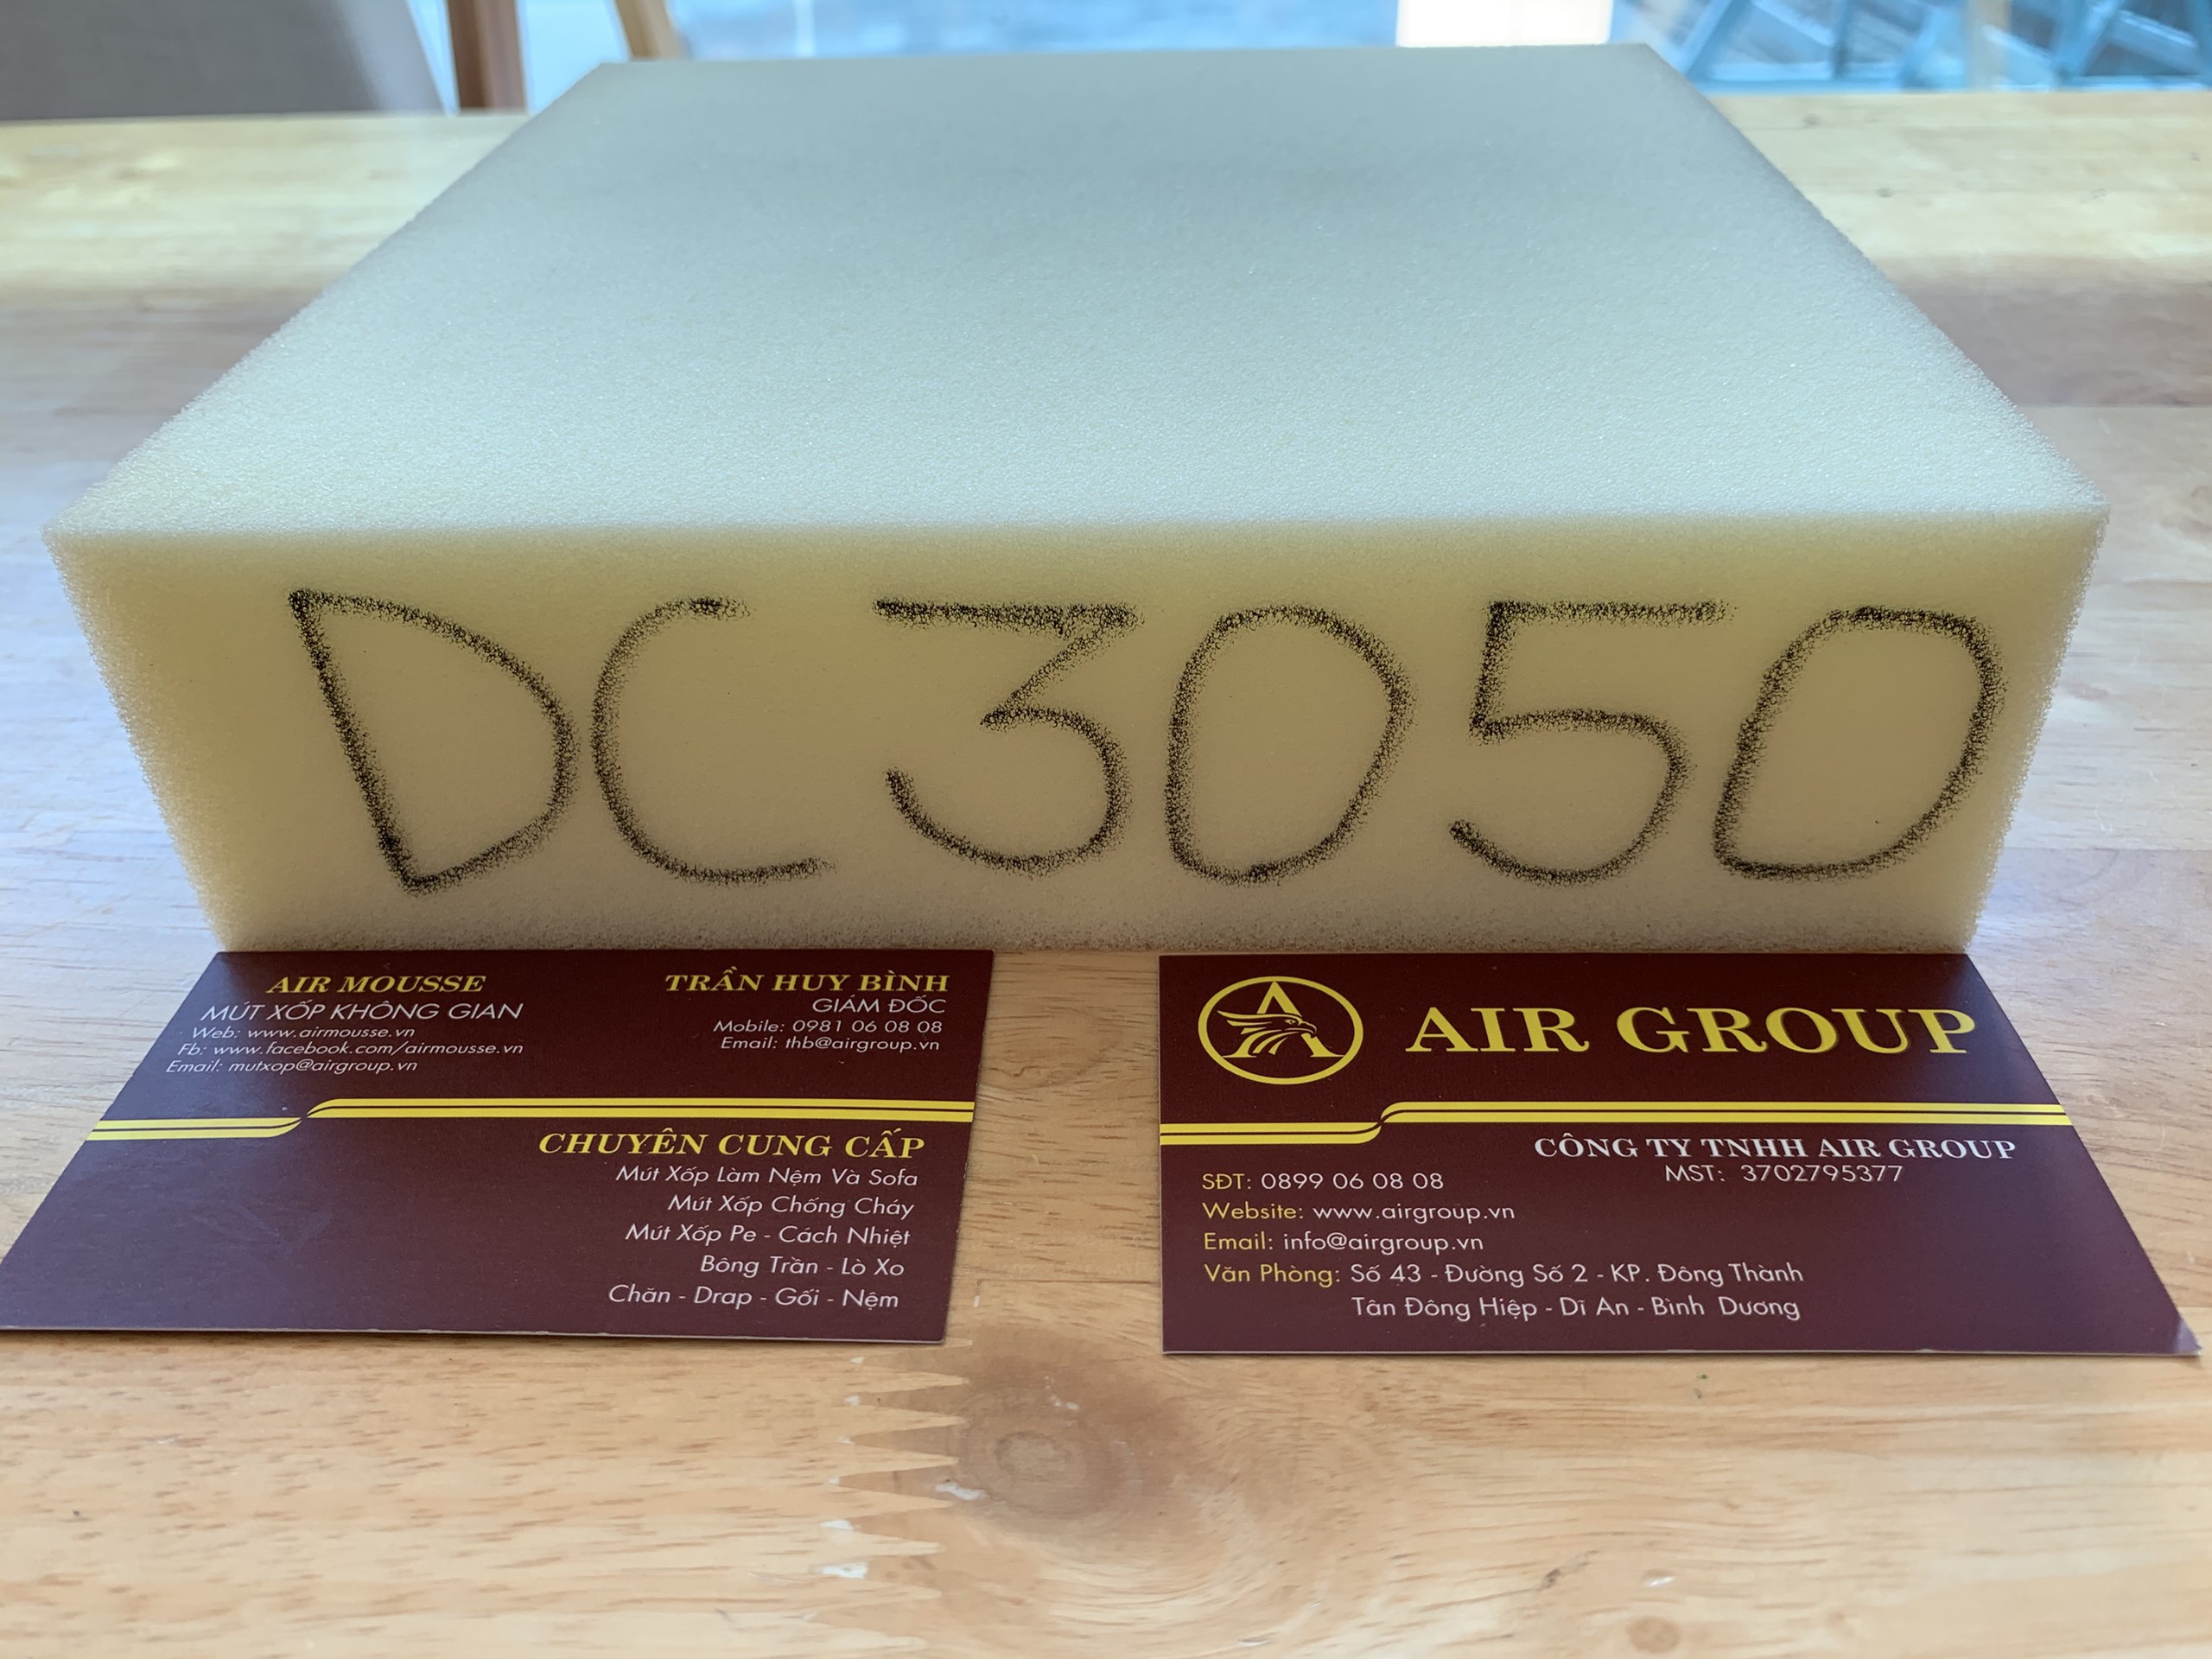 DC 3050
AIR MOUSSE
MÚT XỐP KHÔNG GIAN
Web: www.airmousse.vn
Fb: www.facebook.com/airmousse.vn
Email: mutxop@airgroup.vn
TRẦN HUY BÌNH
GIÁM ĐỐC
Mobile: 0981 06 08 08
Email: thb@airgroup.vn
CHUYÊN CUNG CẤP
Mút Xốp Làm Nệm Và Sofa
Mút Xốp Chống Cháy
Mút Xốp Pe - Cách Nhiệt
Bông Trần - Lò Xo
Chăn - Drap - Gối - Nệm
AIR GROUP
CÔNG TY TNHH AIR GROUP
MST: 3702795377
SĐT: 0899 06 08 08
Website: www.airgroup.vn
Email: info@airgroup.vn
Văn Phòng: Số 43 - Đường Số 2 - KP. Đông Thành
Tân Đông Hiệp - Dĩ An - Bình Dương